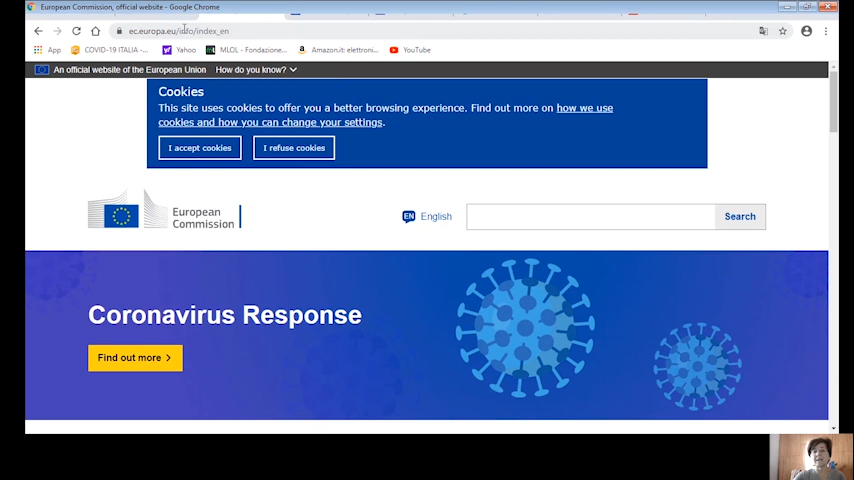 European Commission, official website - Google Chrome
ec.europa.eu/info/index_en
App
COVID-19 ITALIA -...
Yahoo
MLOL - Fondazione...
Amazon.it: elettroni...
YouTube
An official website of the European Union
How do you know?
Cookies
This site uses cookies to offer you a better browsing experience. Find out more on how we use
cookies and how you can change your settings.
I accept cookies
I refuse cookies
European
Commission
EN
English
Search
Coronavirus Response
Find out more